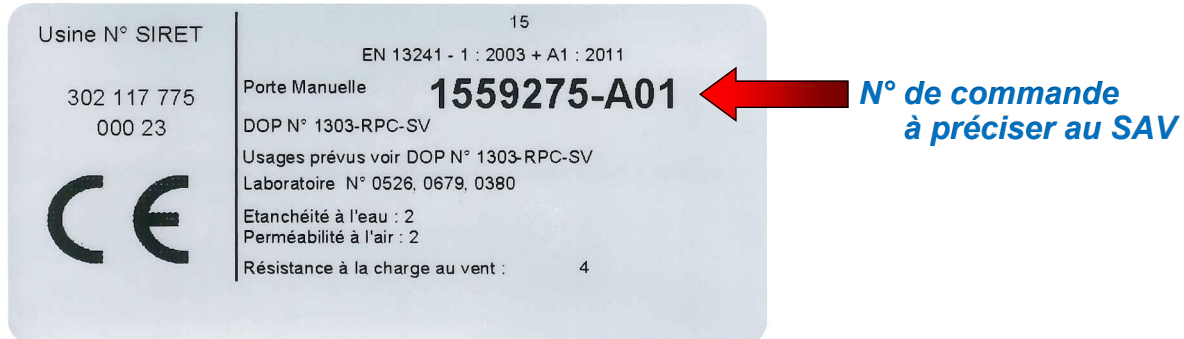 Usine N° SIRET
302 117 775
000 23
CE
15
EN 13241 - 1 : 2003 + A1 : 2011
Porte Manuelle 1559275-A01
DOP N° 1303-RPC-SV
Usages prévus voir DOP N° 1303-RPC-SV
Laboratoire N° 0526, 0679, 0380
Etanchéité à l'eau : 2
Perméabilité à l'air : 2
Résistance à la charge au vent : 4
N° de commande
à préciser au SAV